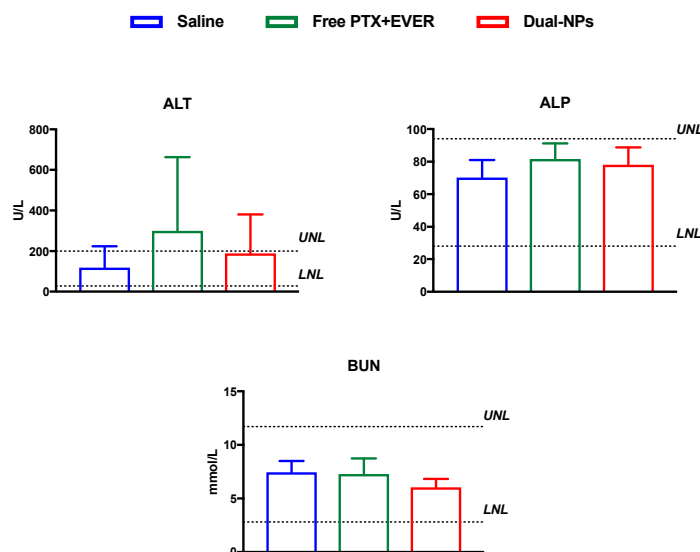 Saline Free PTX+EVER Dual-NPs
ALT
800
600
400
200
0
U/L
UNL
LNL
ALP
100
80
60
40
20
0
U/L
UNL
LNL
BUN
15
10
5
0
mmol/L
UNL
LNL